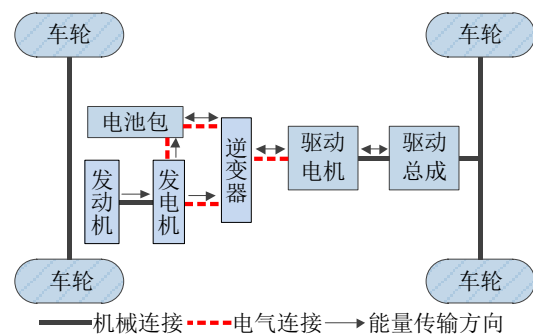 车轮
车轮
电池包
逆变器
驱动
电机
驱动
总成
发动机
发电机
车轮
车轮
机械连接
电气连接
能量传输方向